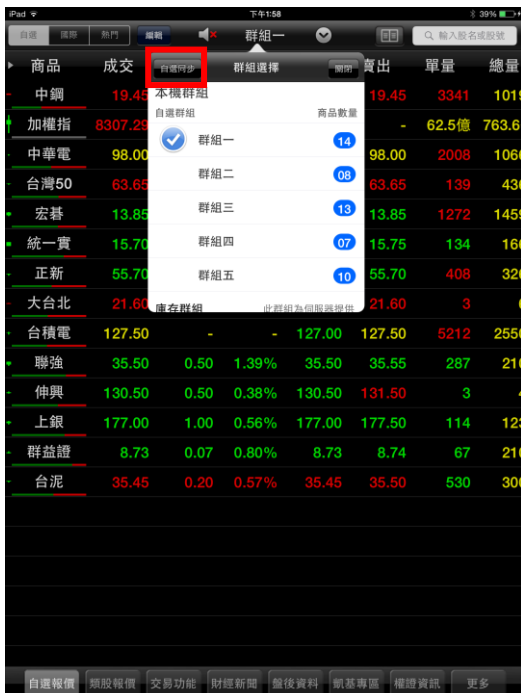 iPad 下午1:58 39%
自選 國際 熱門 編輯 群組一 輸入股名或股號
商品 成交 自選同步 群組選擇 關閉 賣出 單量 總量
本機群組
自選群組 商品數量
群組一 14
群組二 08
群組三 13
群組四 07
群組五 10
庫存群組 此群組為伺服器提供
中鋼 19.45 19.45 3341 1019
加權指 8307.29 - 62.5億 763.6
中華電 98.00 98.00 2008 106
台灣50 63.65 63.65 139 43
宏碁 13.85 13.85 1272 145
統一實 15.70 15.75 134 16
正新 55.70 55.70 408 32
大台北 21.60 21.60 3
台積電 127.50 - - 127.00 127.50 5212 255
聯強 35.50 0.50 1.39% 35.50 35.55 287 21
伸興 130.50 0.50 0.38% 130.50 131.50 3
上銀 177.00 1.00 0.56% 177.00 177.50 114 12
群益證 8.73 0.07 0.80% 8.73 8.74 67 21
台泥 35.45 0.20 0.57% 35.45 35.50 530 30
自選報價 類股報價 交易功能 財經新聞 盤後資料 凱基專區 權證資訊 更多